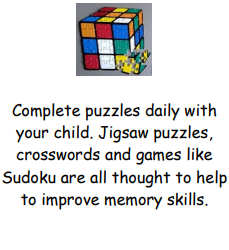 Complete puzzles daily with
your child. Jigsaw puzzles,
crosswords and games like
Sudoku are all thought to help
to improve memory skills.